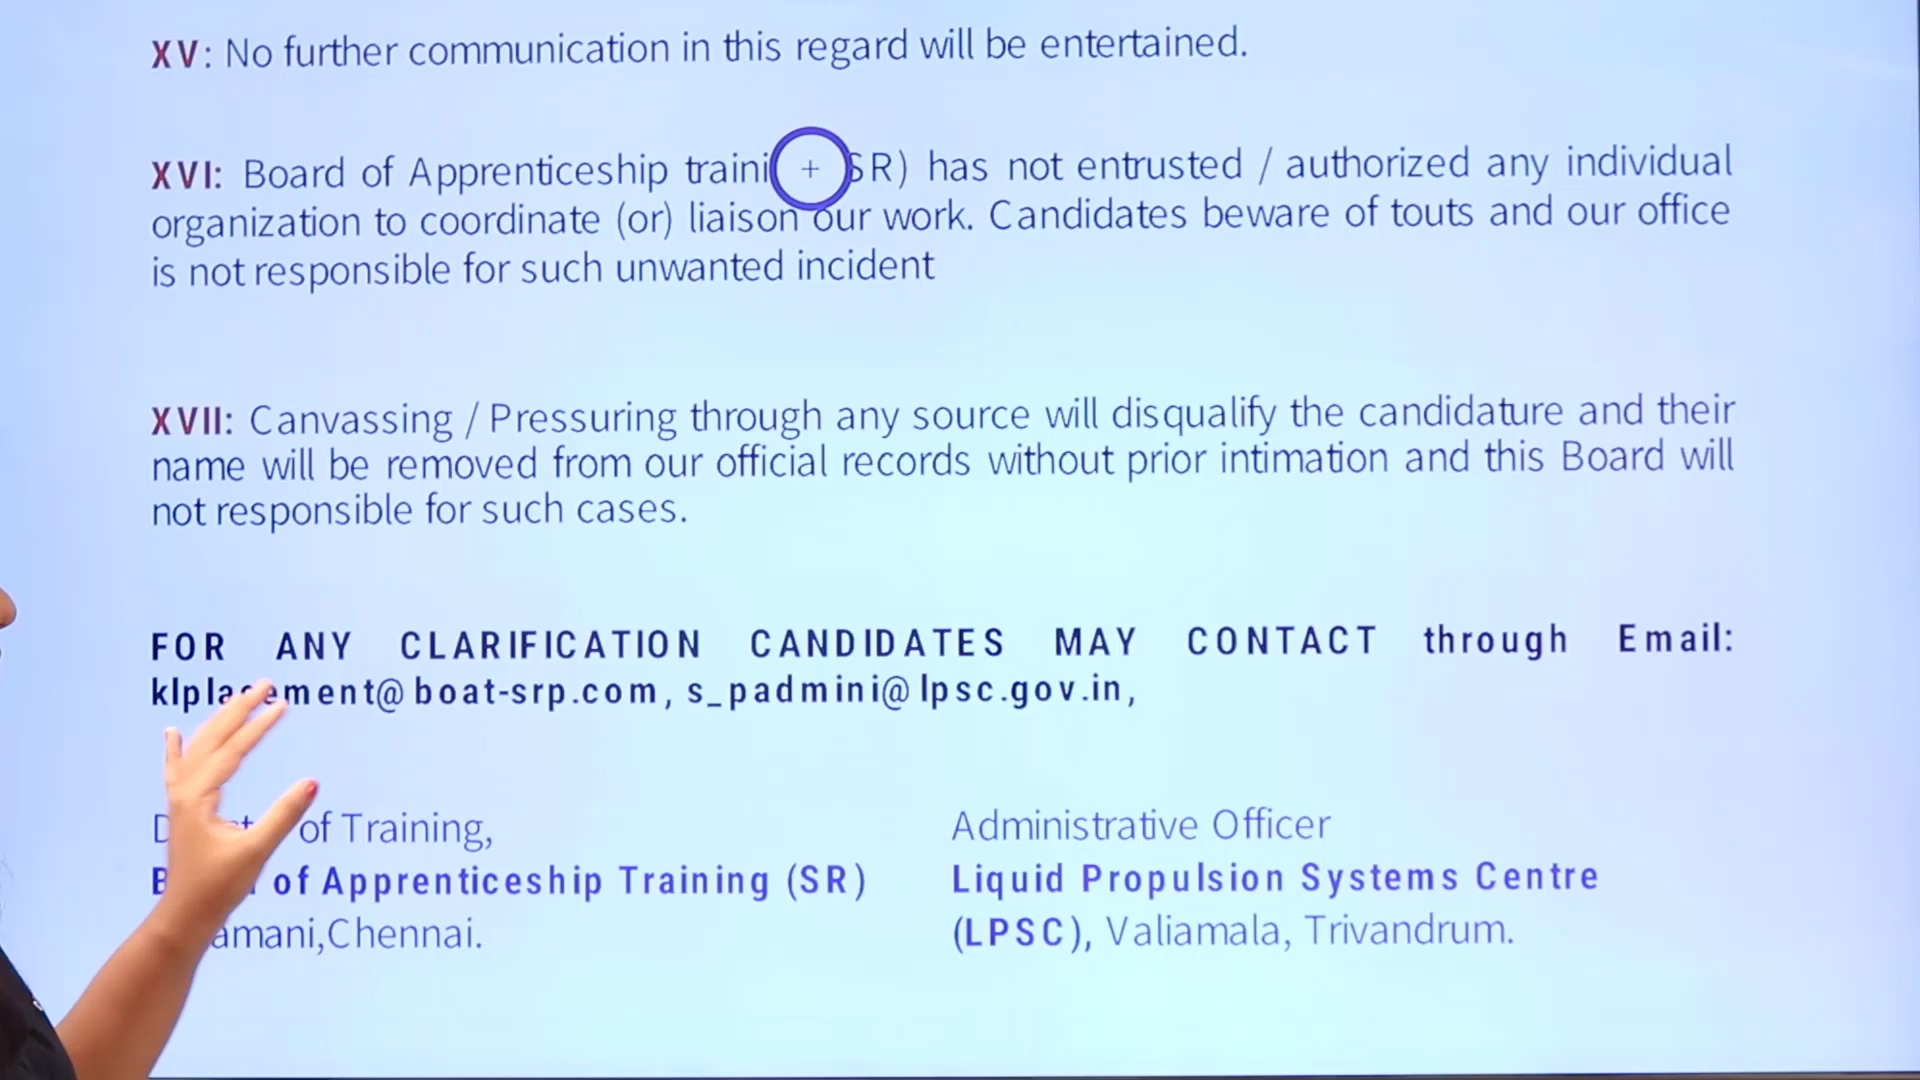 XV: No further communication in this regard will be entertained.
XVI: Board of Apprenticeship SR) has not entrusted / authorized any individual
organization to coordinate (or) liaison our work. Candidates beware of touts and our office
is not responsible for such unwanted incident
XVII: Canvassing / Pressuring through any source will disqualify the candidature and their
name will be removed from our official records without prior intimation and this Board will
not responsible for such cases.
FOR ANY CLARIFICATION CANDIDATES MAY CONTACT through Email:
klplacement@boat-srp.com, s_padmini@lpsc.gov.in,
of Training,
of Apprenticeship Training (SR)
Chennai.
Administrative Officer
Liquid Propulsion Systems Centre
(LPSC), Valiamala, Trivandrum.